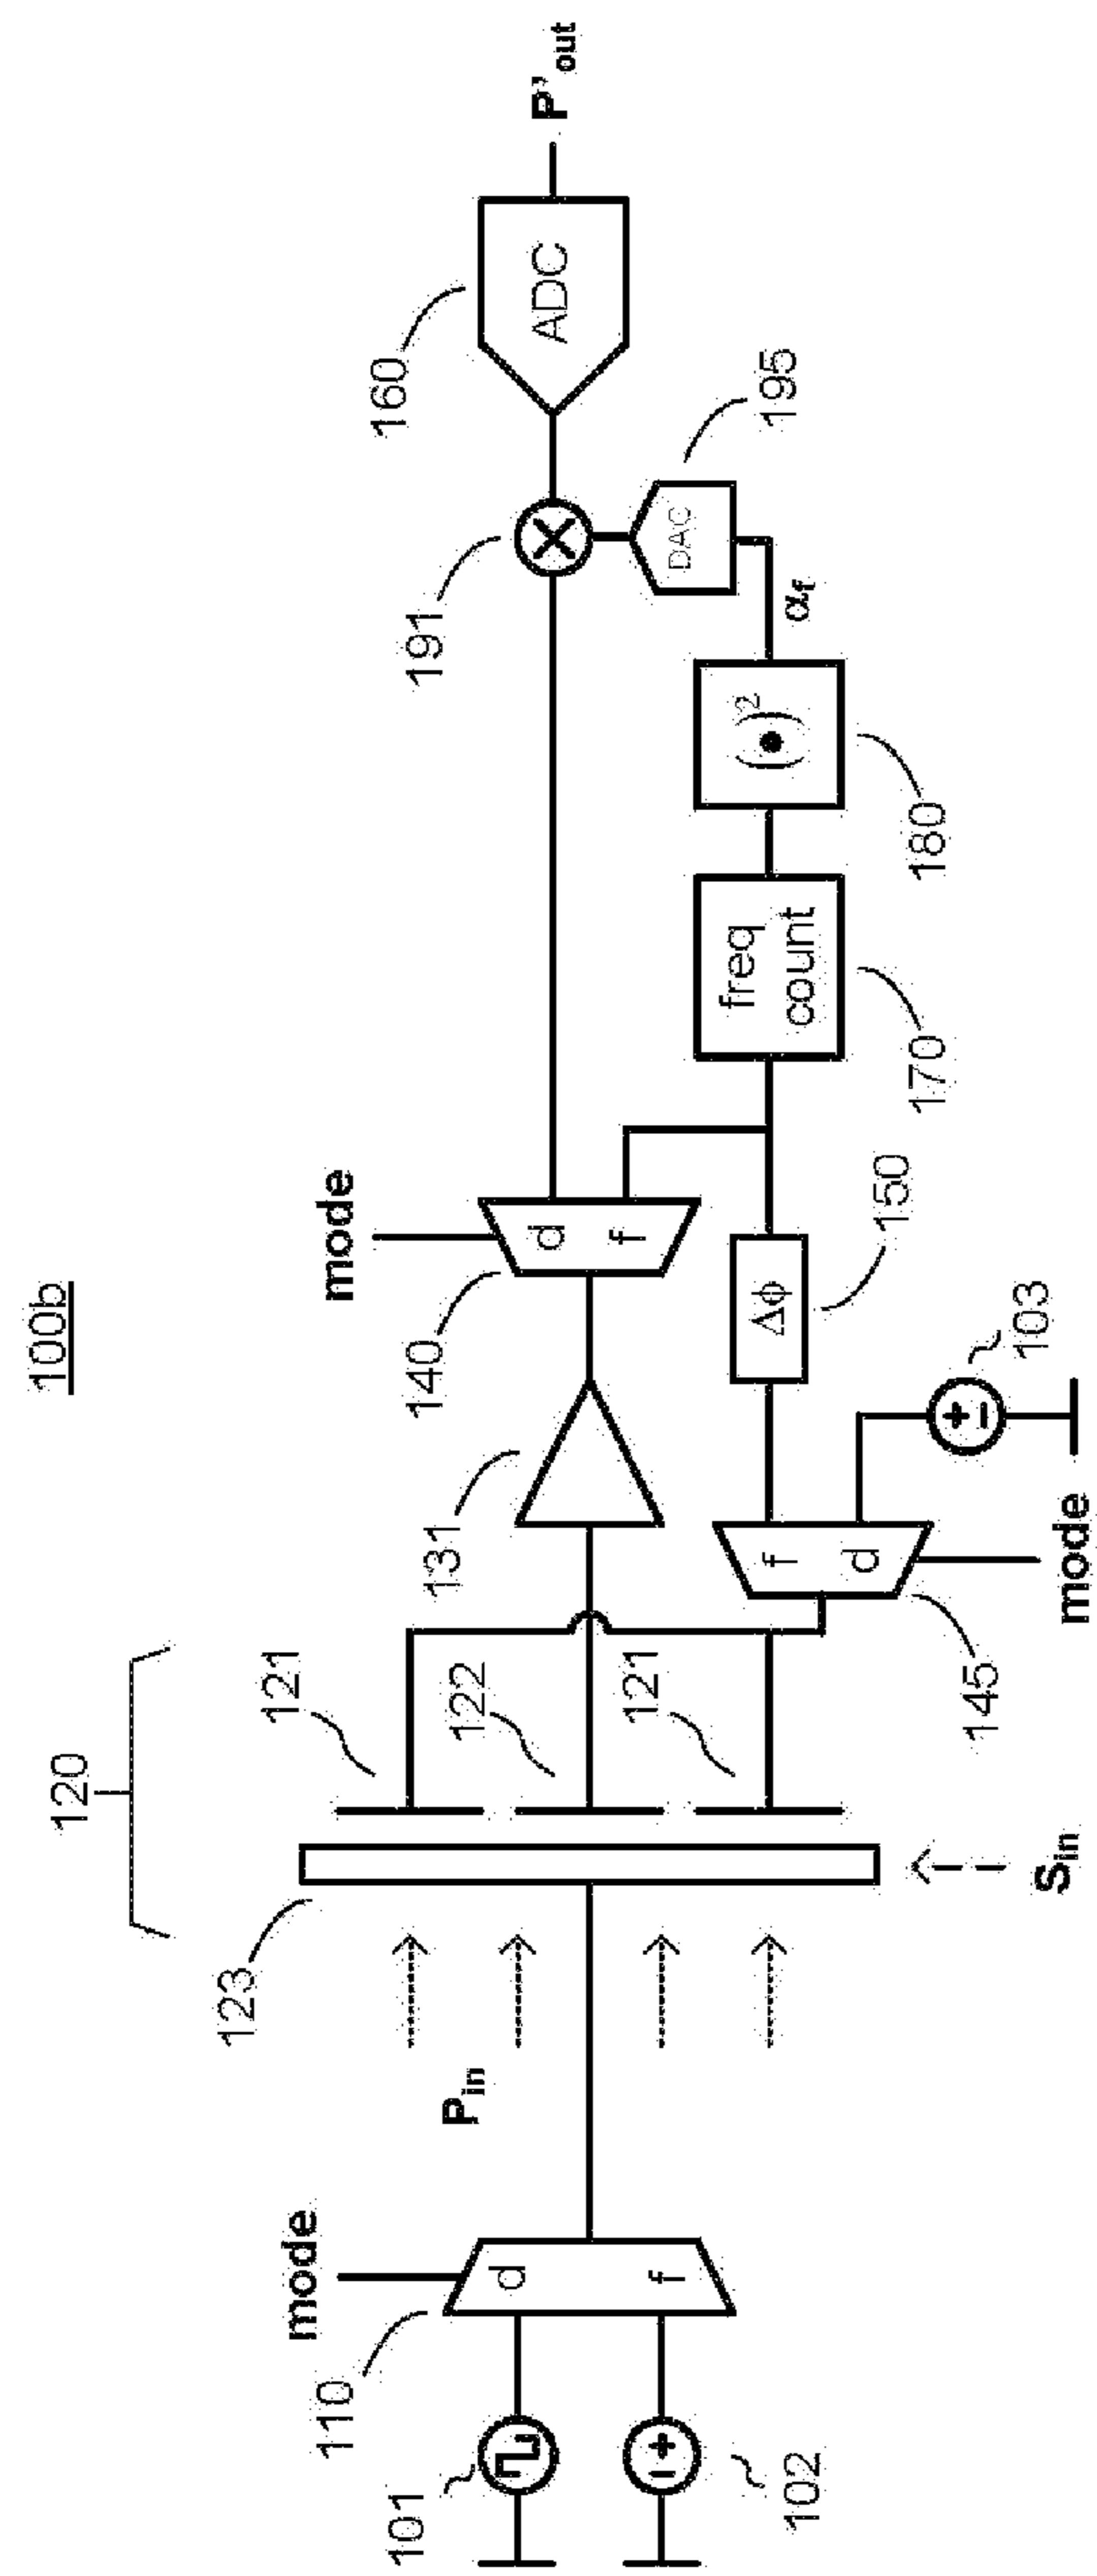 100b
120
123
121
122
121
131
140
mode
191
160
ADC
P'out
110
mode
d
f
101
102
Pin
Sin
d
f
f
d
145
mode
103
Δϕ
150
freq
count
170
(•)²
180
αf
DAC
195